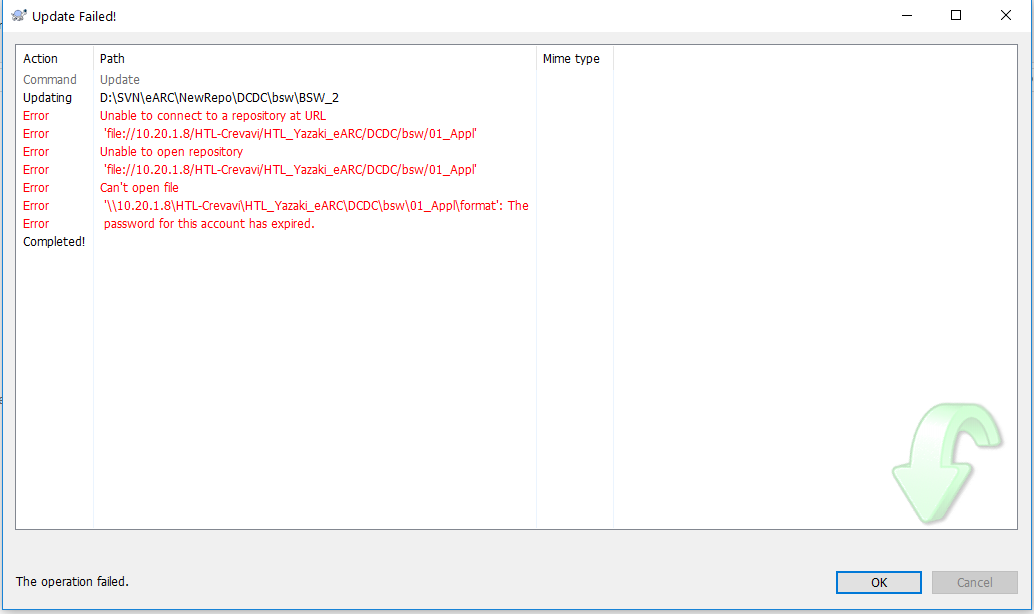 Update Failed!
Action Path Mime type
Command Update
Updating D:\SVN\eARC\NewRepo\DCDC\bsw\BSW_2
Error Unable to connect to a repository at URL
Error 'file://10.20.1.8/HTL-Crevavi/HTL_Yazaki_eARC/DCDC/bsw/01_Appl'
Error Unable to open repository
Error 'file://10.20.1.8/HTL-Crevavi/HTL_Yazaki_eARC/DCDC/bsw/01_Appl'
Error Can't open file
Error '\\10.20.1.8\HTL-Crevavi\HTL_Yazaki_eARC\DCDC\bsw\01_Appl\format': The
Error password for this account has expired.
Completed!
The operation failed.
OK Cancel